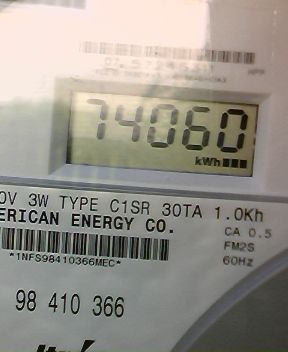 74060
kWh
0V 3W TYPE C1SR 30TA 1.0Kh
ERICAN ENERGY CO.
CA 0.5
FM2S
60Hz
*1NFS98410366MEC*
98 410 366